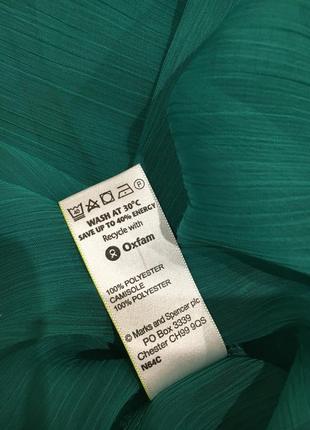 40 P
WASH AT 30°C
SAVE UP TO 40% ENERGY
Recycle with
Oxfam
100% POLYESTER
CAMISOLE
100% POLYESTER
© Marks and Spencer plc
PO Box 3339
Chester CH99 9QS
N64C